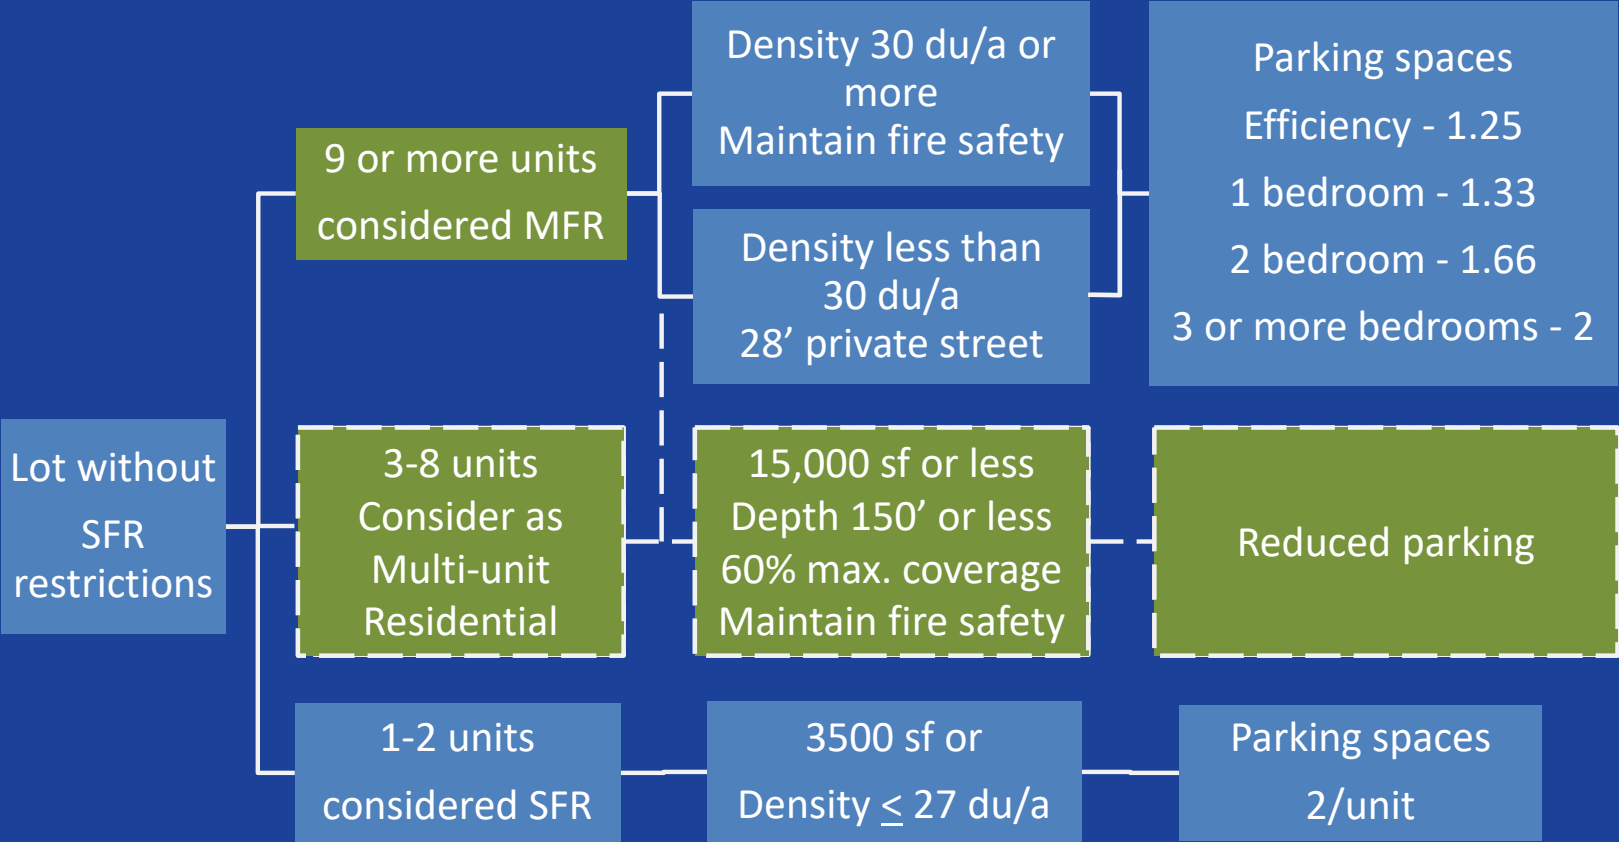 Lot without
SFR
restrictions
9 or more units
considered MFR
Density 30 du/a or
more
Maintain fire safety
Density less than
30 du/a
28’ private street
Parking spaces
Efficiency - 1.25
1 bedroom - 1.33
2 bedroom - 1.66
3 or more bedrooms - 2
3-8 units
Consider as
Multi-unit
Residential
15,000 sf or less
Depth 150’ or less
60% max. coverage
Maintain fire safety
Reduced parking
1-2 units
considered SFR
3500 sf or
Density < 27 du/a
Parking spaces
2/unit